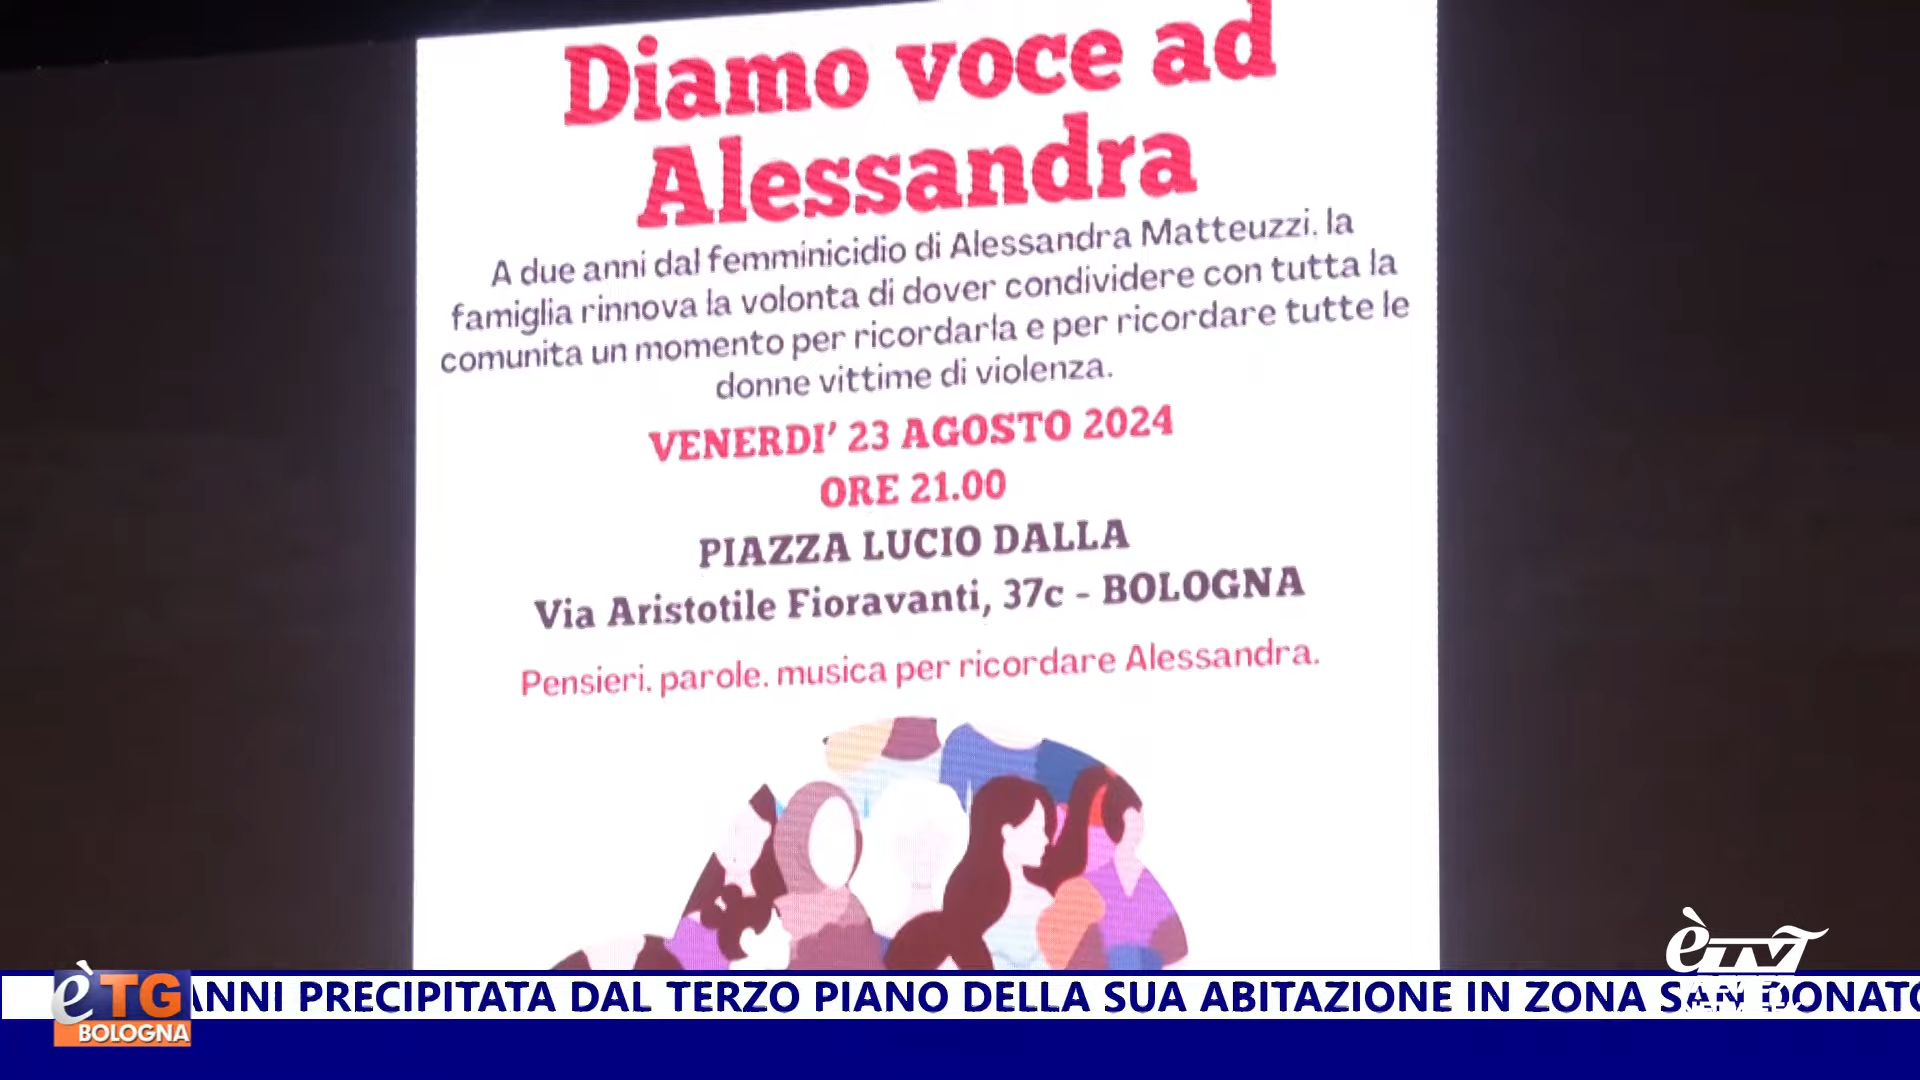 Diamo voce ad
Alessandra
A due anni dal femminicidio di Alessandra Matteuzzi, la
famiglia rinnova la volonta di dover condividere con tutta la
comunita un momento per ricordarla e per ricordare tutte le
donne vittime di violenza.
VENERDI' 23 AGOSTO 2024
ORE 21.00
PIAZZA LUCIO DALLA
Via Aristotile Fioravanti, 37c - BOLOGNA
Pensieri, parole, musica per ricordare Alessandra.
èTV
èTG
BOLOGNA
ANNI PRECIPITATA DAL TERZO PIANO DELLA SUA ABITAZIONE IN ZONA SAN DONATO